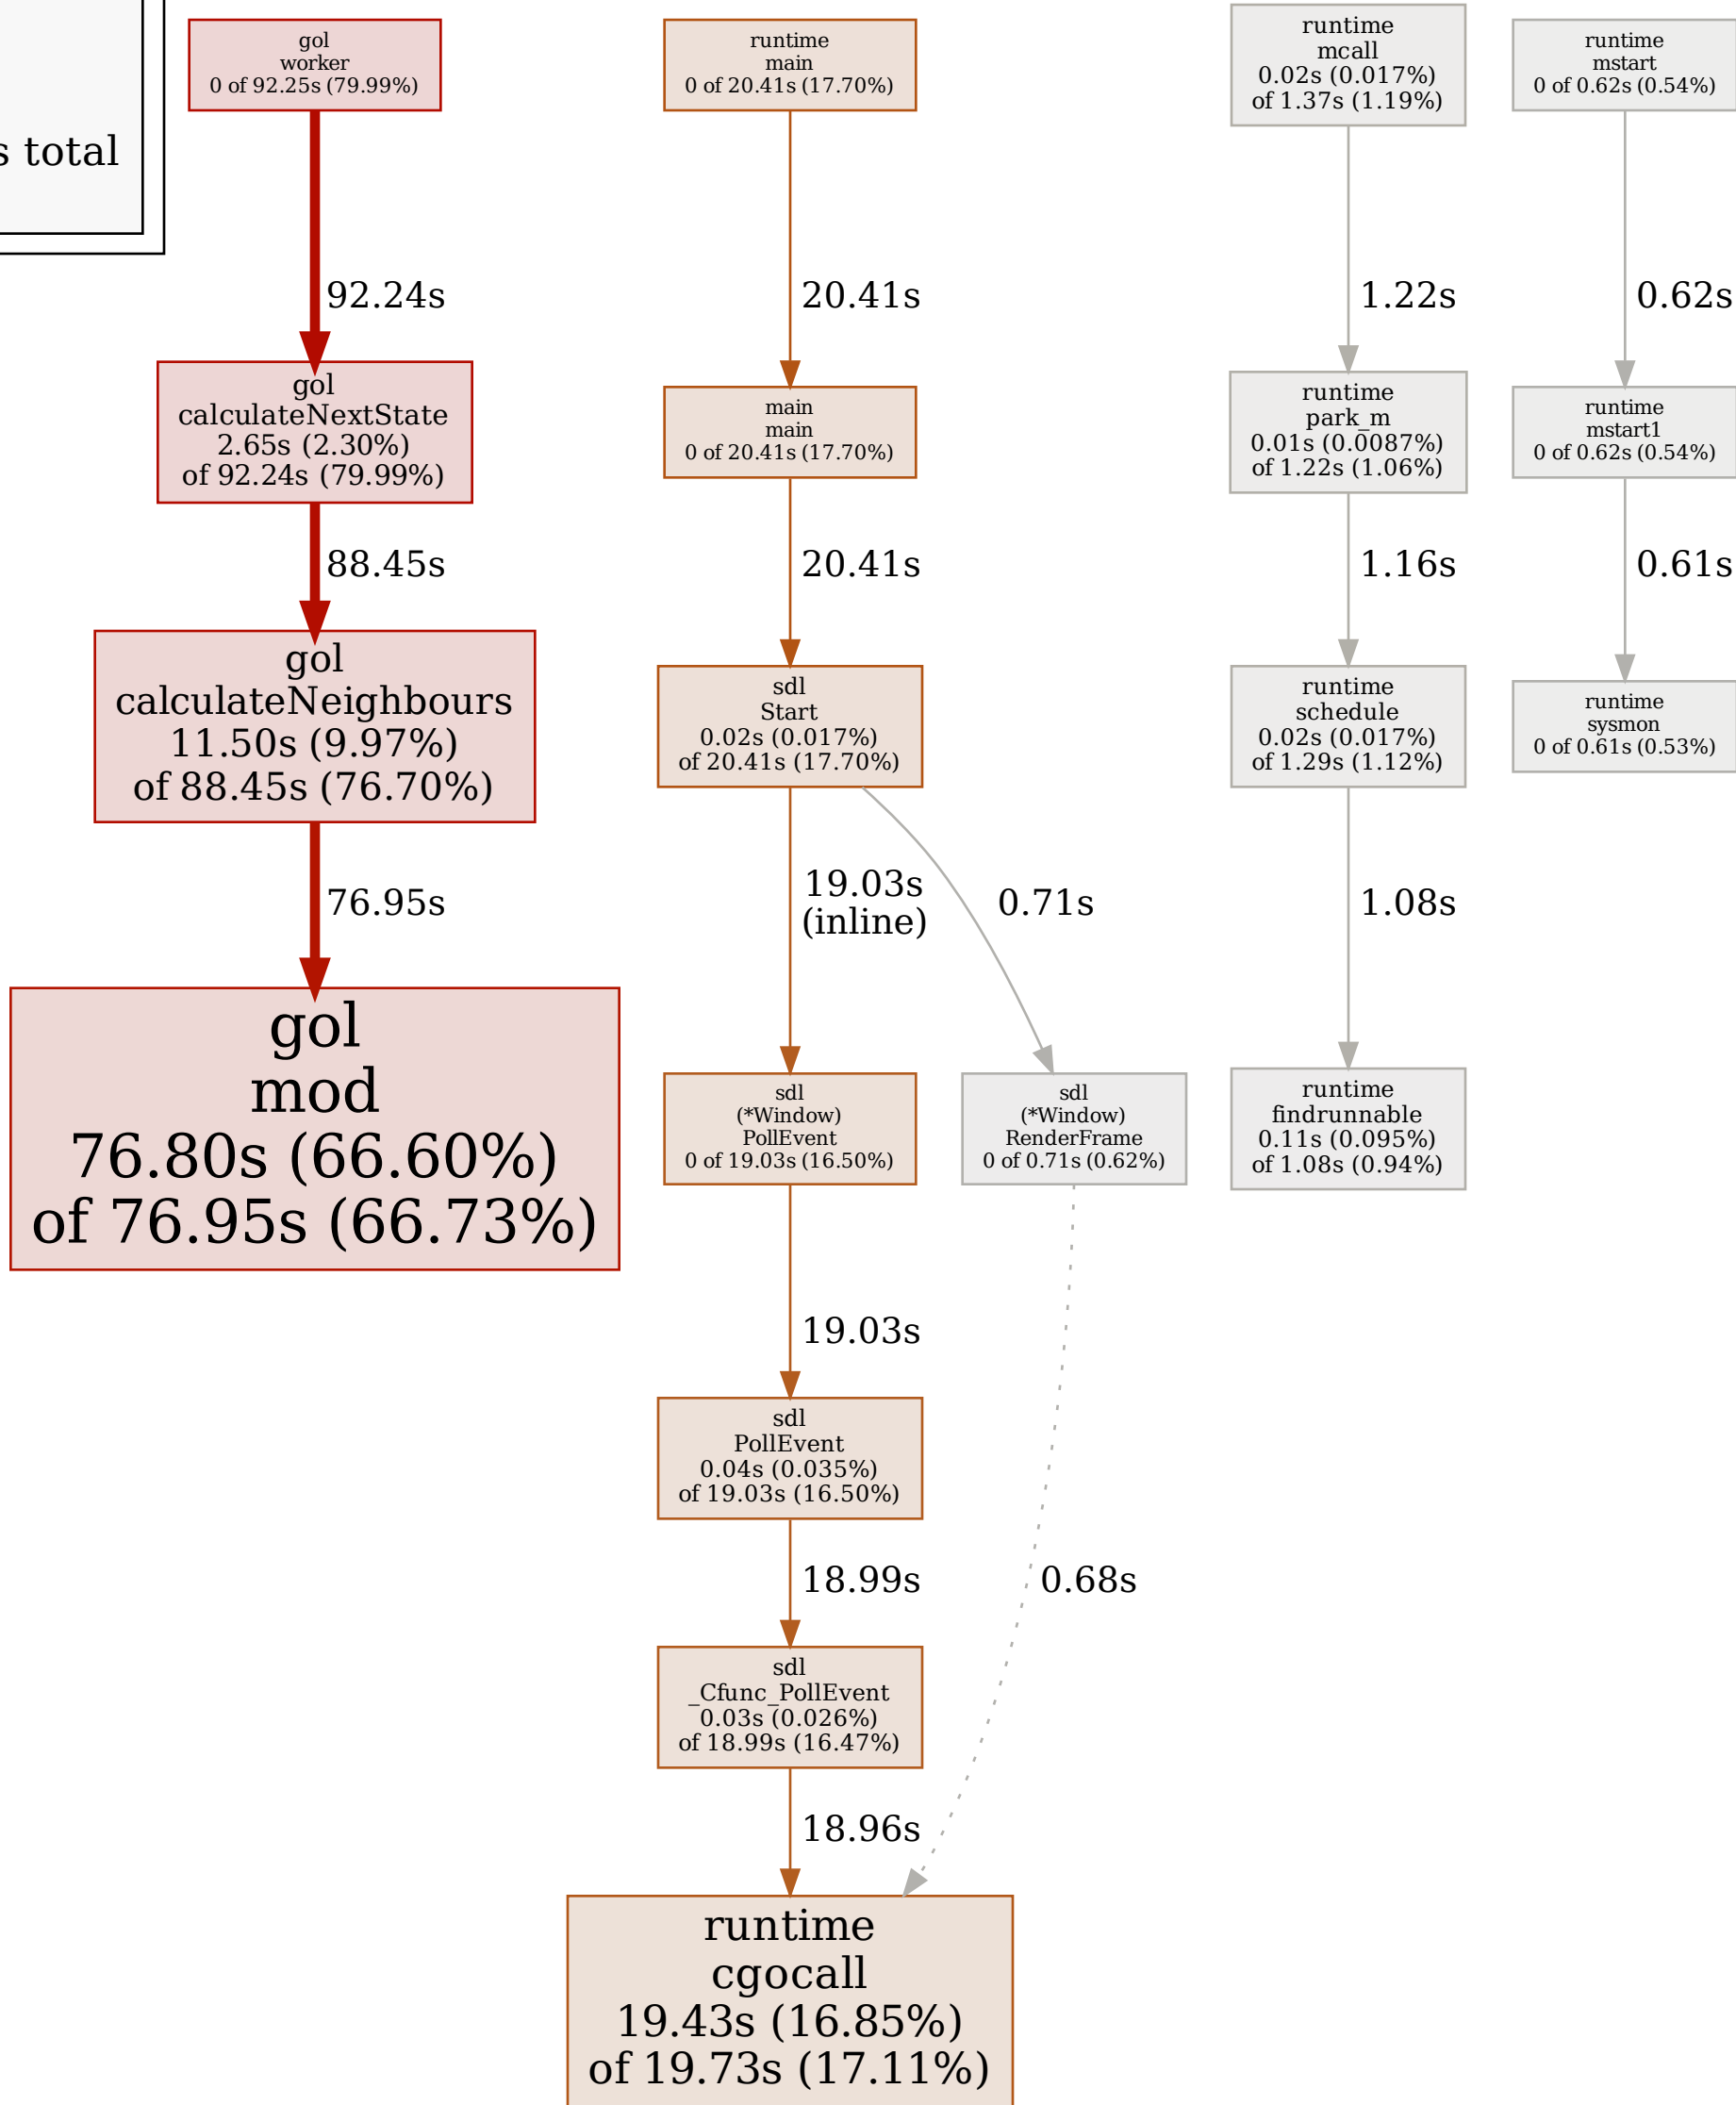 s total
gol
worker
0 of 92.25s (79.99%)
92.24s
gol
calculateNextState
2.65s (2.30%)
of 92.24s (79.99%)
88.45s
gol
calculateNeighbours
11.50s (9.97%)
of 88.45s (76.70%)
76.95s
gol
mod
76.80s (66.60%)
of 76.95s (66.73%)
runtime
main
0 of 20.41s (17.70%)
20.41s
main
main
0 of 20.41s (17.70%)
20.41s
sdl
Start
0.02s (0.017%)
of 20.41s (17.70%)
19.03s
(inline)
0.71s
sdl
(*Window)
PollEvent
0 of 19.03s (16.50%)
sdl
(*Window)
RenderFrame
0 of 0.71s (0.62%)
19.03s
sdl
PollEvent
0.04s (0.035%)
of 19.03s (16.50%)
18.99s
0.68s
sdl
_Cfunc_PollEvent
0.03s (0.026%)
of 18.99s (16.47%)
18.96s
runtime
cgocall
19.43s (16.85%)
of 19.73s (17.11%)
runtime
mcall
0.02s (0.017%)
of 1.37s (1.19%)
1.22s
runtime
park_m
0.01s (0.0087%)
of 1.22s (1.06%)
1.16s
runtime
schedule
0.02s (0.017%)
of 1.29s (1.12%)
1.08s
runtime
findrunnable
0.11s (0.095%)
of 1.08s (0.94%)
runtime
mstart
0 of 0.62s (0.54%)
0.62s
runtime
mstart1
0 of 0.62s (0.54%)
0.61s
runtime
sysmon
0 of 0.61s (0.53%)